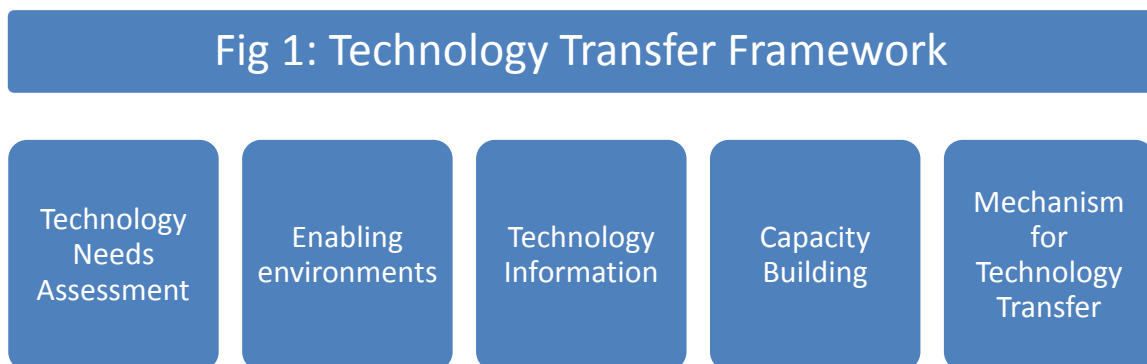 Fig 1: Technology Transfer Framework
Technology
Needs
Assessment
Enabling
environments
Technology
Information
Capacity
Building
Mechanism
for
Technology
Transfer